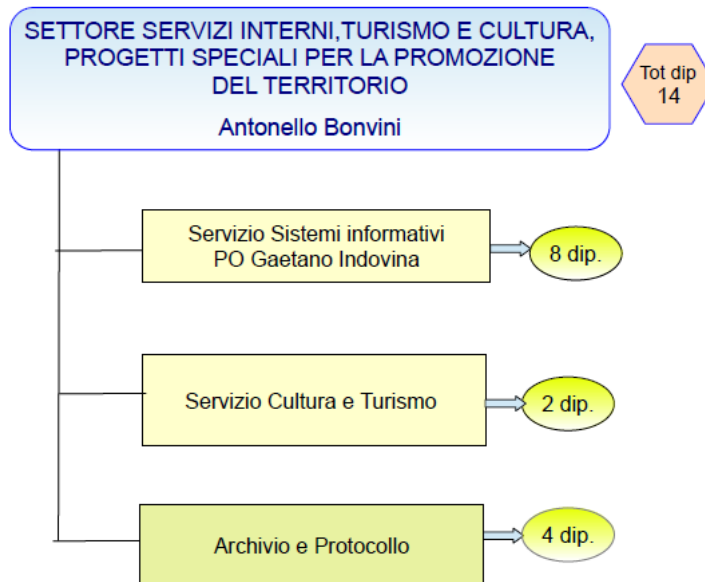 SETTORE SERVIZI INTERNI,TURISMO E CULTURA,
PROGETTI SPECIALI PER LA PROMOZIONE
DEL TERRITORIO
Antonello Bonvini
Tot dip
14
Servizio Sistemi informativi
PO Gaetano Indovina
8 dip.
Servizio Cultura e Turismo
2 dip.
Archivio e Protocollo
4 dip.